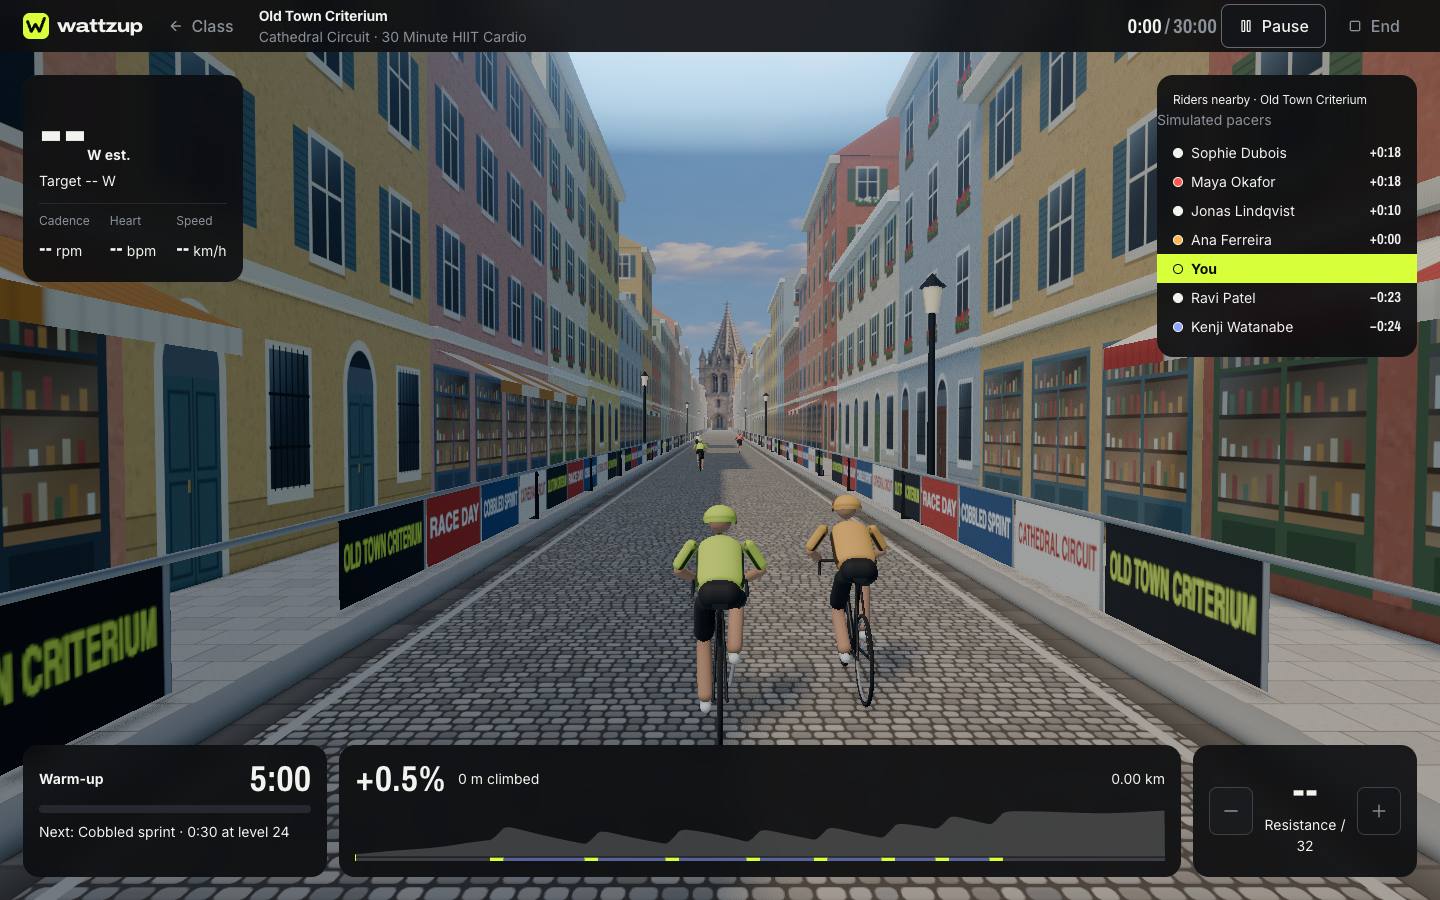 wattzup
Class
Old Town Criterium
Cathedral Circuit · 30 Minute HIIT Cardio
0:00 / 30:00
Pause
End
--
W est.
Target -- W
Cadence Heart Speed
-- rpm -- bpm -- km/h
Riders nearby · Old Town Criterium
Simulated pacers
Sophie Dubois +0:18
Maya Okafor +0:18
Jonas Lindqvist +0:10
Ana Ferreira +0:00
You
Ravi Patel −0:23
Kenji Watanabe −0:24
N CRITERIUM
OLD TOWN CRITERIUM
RACE DAY
COBBLED SPRINT
RACE DAY
COBBLED SPRINT
CATHEDRAL CIRCUIT
OLD TOWN CRITERIUM
Warm-up 5:00
Next: Cobbled sprint · 0:30 at level 24
+0.5% 0 m climbed 0.00 km
--
Resistance /
32